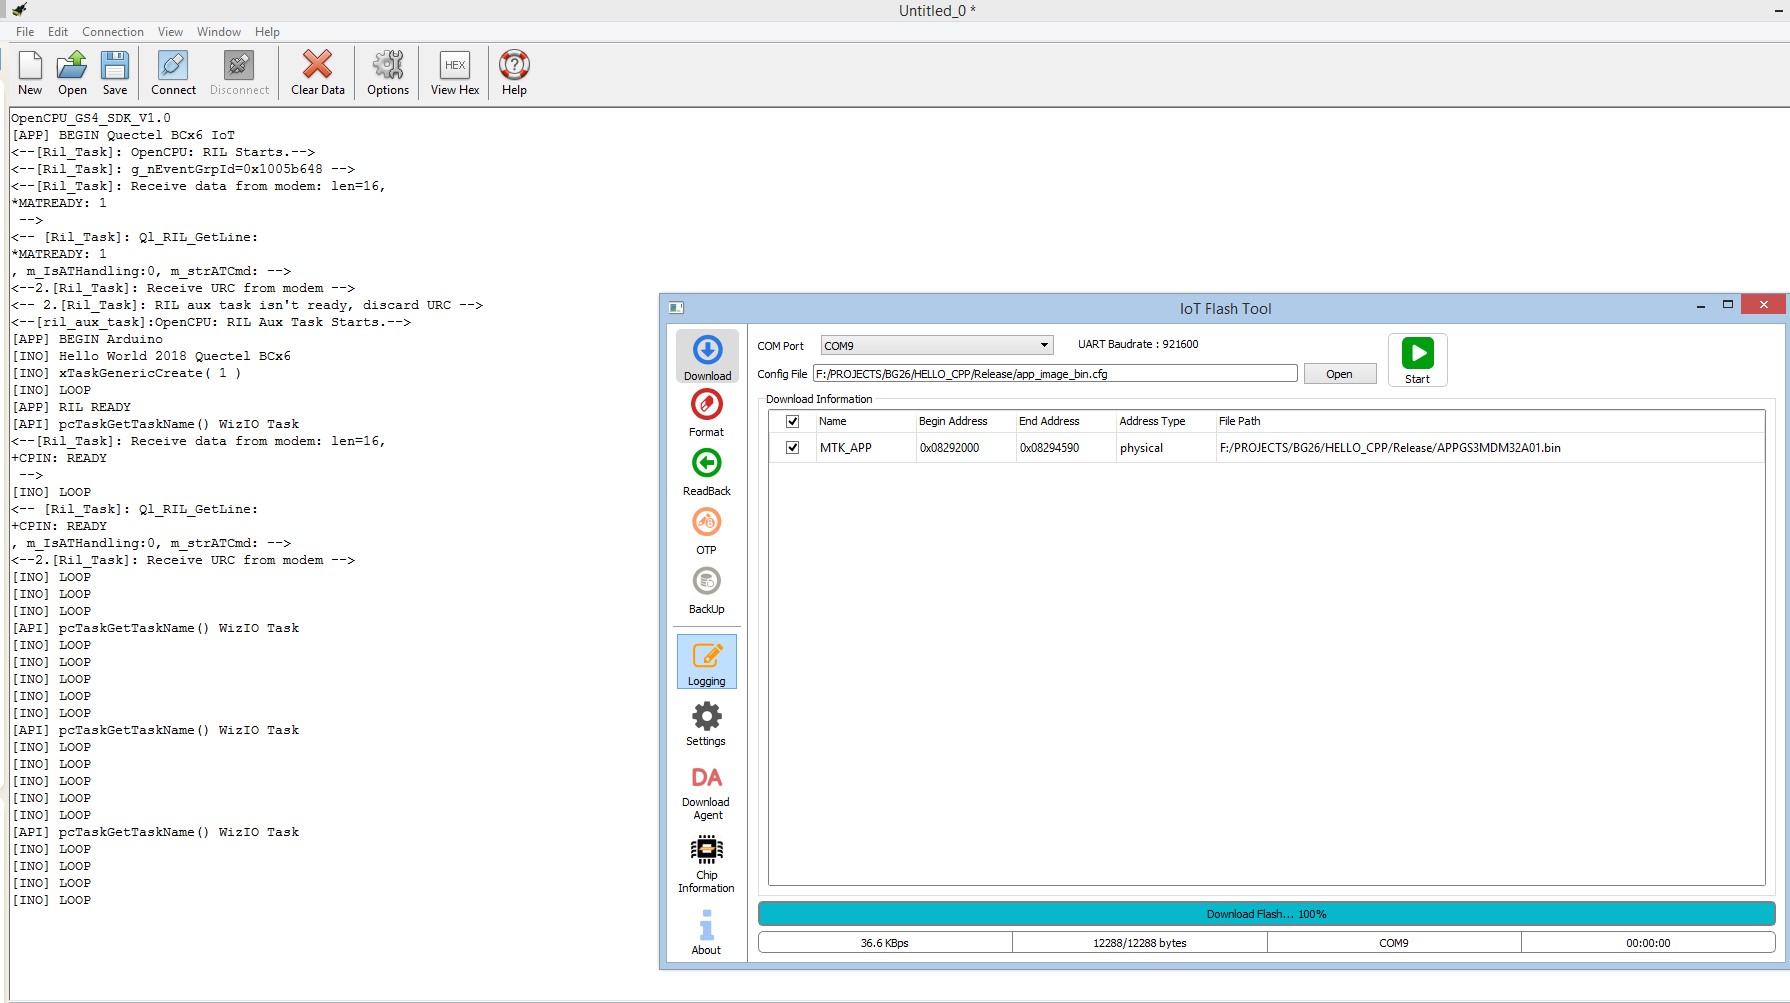 Untitled_0 *
File Edit Connection View Window Help
HEX
New Open Save Connect Disconnect Clear Data Options View Hex Help
OpenCPU_GS4_SDK_V1.0
[APP] BEGIN Quectel BCx6 IoT
<--[Ril_Task]: OpenCPU: RIL Starts.-->
<--[Ril_Task]: g_nEventGrpId=0x1005b648 -->
<--[Ril_Task]: Receive data from modem: len=16,
*MATREADY: 1
-->
<-- [Ril_Task]: Ql_RIL_GetLine:
*MATREADY: 1
, m_IsATHandling:0, m_strATCmd: -->
<--2.[Ril_Task]: Receive URC from modem -->
<-- 2.[Ril_Task]: RIL aux task isn't ready, discard URC -->
<--[ril_aux_task]:OpenCPU: RIL Aux Task Starts.-->
[APP] BEGIN Arduino
[INO] Hello World 2018 Quectel BCx6
[INO] xTaskGenericCreate( 1 )
[INO] LOOP
[APP] RIL READY
[API] pcTaskGetTaskName() WizIO Task
<--[Ril_Task]: Receive data from modem: len=16,
+CPIN: READY
-->
[INO] LOOP
<-- [Ril_Task]: Ql_RIL_GetLine:
+CPIN: READY
, m_IsATHandling:0, m_strATCmd: -->
<--2.[Ril_Task]: Receive URC from modem -->
[INO] LOOP
[INO] LOOP
[INO] LOOP
[API] pcTaskGetTaskName() WizIO Task
[INO] LOOP
[INO] LOOP
[INO] LOOP
[INO] LOOP
[INO] LOOP
[API] pcTaskGetTaskName() WizIO Task
[INO] LOOP
[INO] LOOP
[INO] LOOP
[INO] LOOP
[INO] LOOP
[API] pcTaskGetTaskName() WizIO Task
[INO] LOOP
[INO] LOOP
[INO] LOOP
[INO] LOOP
IoT Flash Tool
Download
Format
ReadBack
OTP
BackUp
Logging
Settings
DA
Download
Agent
Chip
Information
About
COM Port COM9 UART Baudrate : 921600
Config File F:/PROJECTS/BG26/HELLO_CPP/Release/app_image_bin.cfg Open Start
Download Information
Name Begin Address End Address Address Type File Path
MTK_APP 0x08292000 0x08294590 physical F:/PROJECTS/BG26/HELLO_CPP/Release/APPGS3MDM32A01.bin
Download Flash... 100%
36.6 KBps 12288/12288 bytes COM9 00:00:00